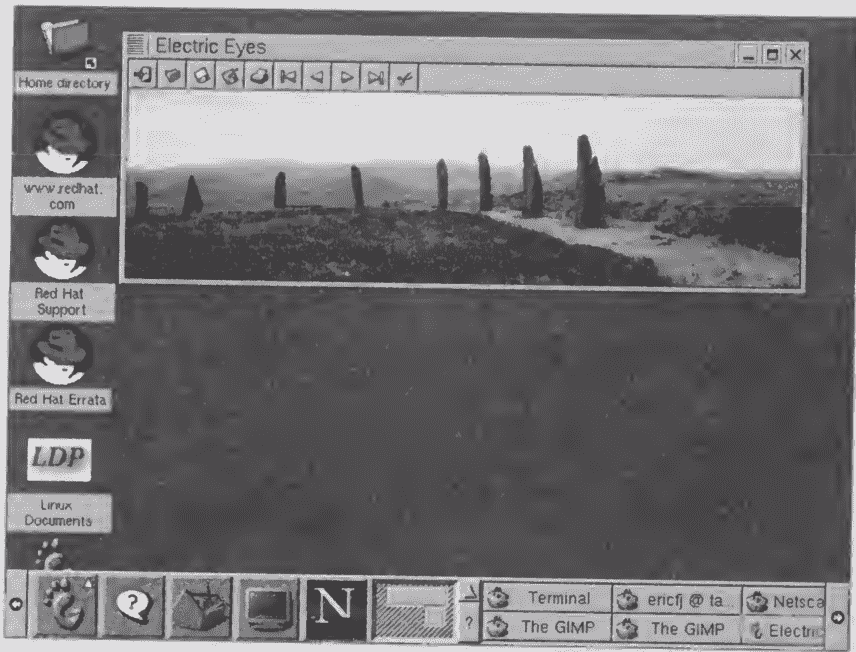 Electric Eyes
Home directory
www.redhat.
com
Red Hat
Support
Red Hat Errata
LDP
Linux
Documents
?
N
?
Terminal
ericfj @ ta...
Netsca
The GIMP
The GIMP
Electric